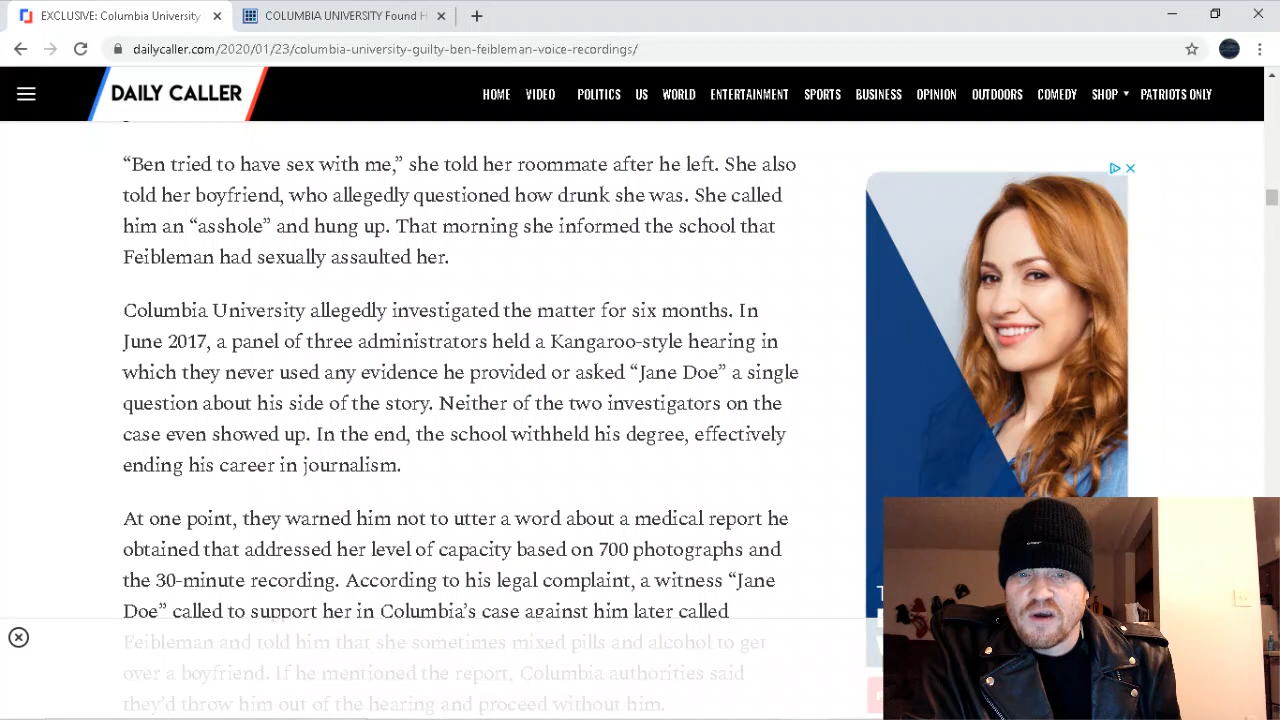 EXCLUSIVE: Columbia University
COLUMBIA UNIVERSITY Found H
dailycaller.com/2020/01/23/columbia-university-guilty-ben-feibleman-voice-recordings/
DAILY CALLER
HOME VIDEO POLITICS US WORLD ENTERTAINMENT SPORTS BUSINESS OPINION OUTDOORS COMEDY SHOP PATRIOTS ONLY
“Ben tried to have sex with me,” she told her roommate after he left. She also
told her boyfriend, who allegedly questioned how drunk she was. She called
him an “asshole” and hung up. That morning she informed the school that
Feibleman had sexually assaulted her.
Columbia University allegedly investigated the matter for six months. In
June 2017, a panel of three administrators held a Kangaroo-style hearing in
which they never used any evidence he provided or asked “Jane Doe” a single
question about his side of the story. Neither of the two investigators on the
case even showed up. In the end, the school withheld his degree, effectively
ending his career in journalism.
At one point, they warned him not to utter a word about a medical report he
obtained that addressed her level of capacity based on 700 photographs and
the 30-minute recording. According to his legal complaint, a witness “Jane
Doe” called to support her in Columbia’s case against him later called
Feibleman and told him that she sometimes mixed pills and alcohol to get
over a boyfriend. If he mentioned the report, Columbia authorities said
they’d throw him out of the hearing and proceed without him.